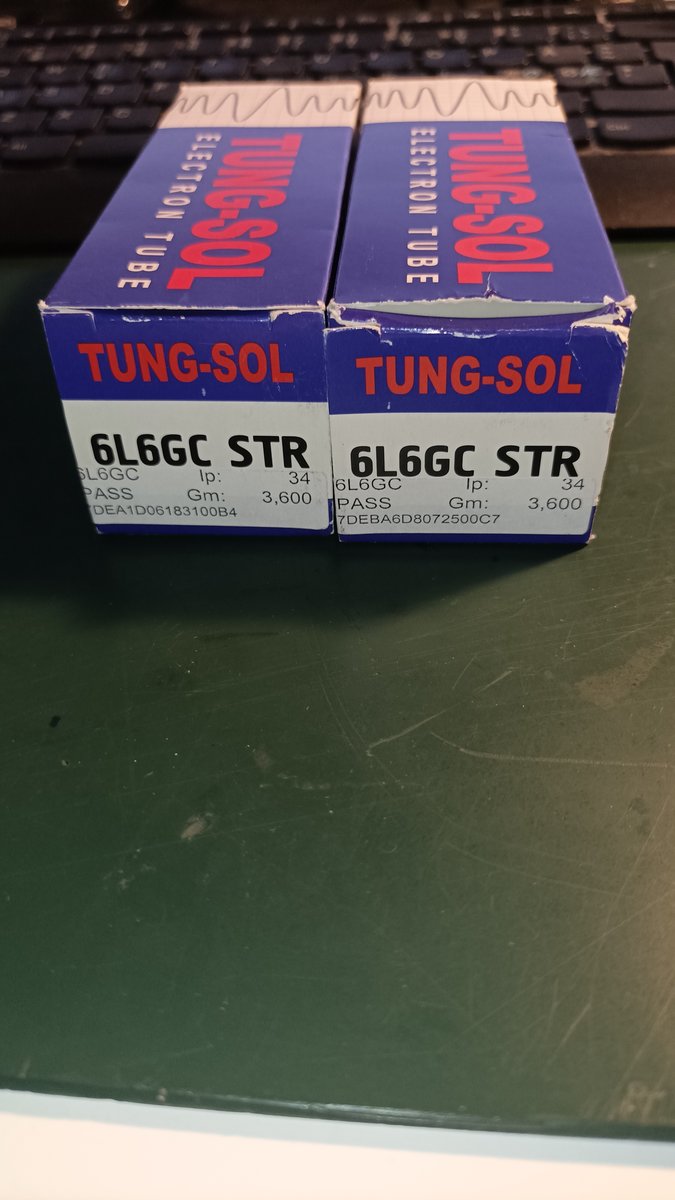 TUNG-SOL
ELECTRON TUBE
TUNG-SOL
ELECTRON TUBE
TUNG-SOL
6L6GC STR
6L6GC Ip: 34
PASS Gm: 3,600
7DEA1D06183100B4
TUNG-SOL
6L6GC STR
6L6GC Ip: 34
PASS Gm: 3,600
7DEBA6D8072500C7